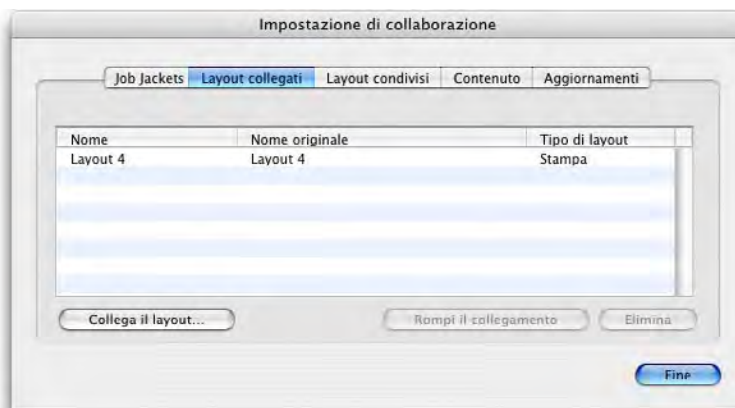 Impostazione di collaborazione
Job Jackets Layout collegati Layout condivisi Contenuto Aggiornamenti
Nome Nome originale Tipo di layout
Layout 4 Layout 4 Stampa
Collega il layout... Rompi il collegamento Elimina
Fine